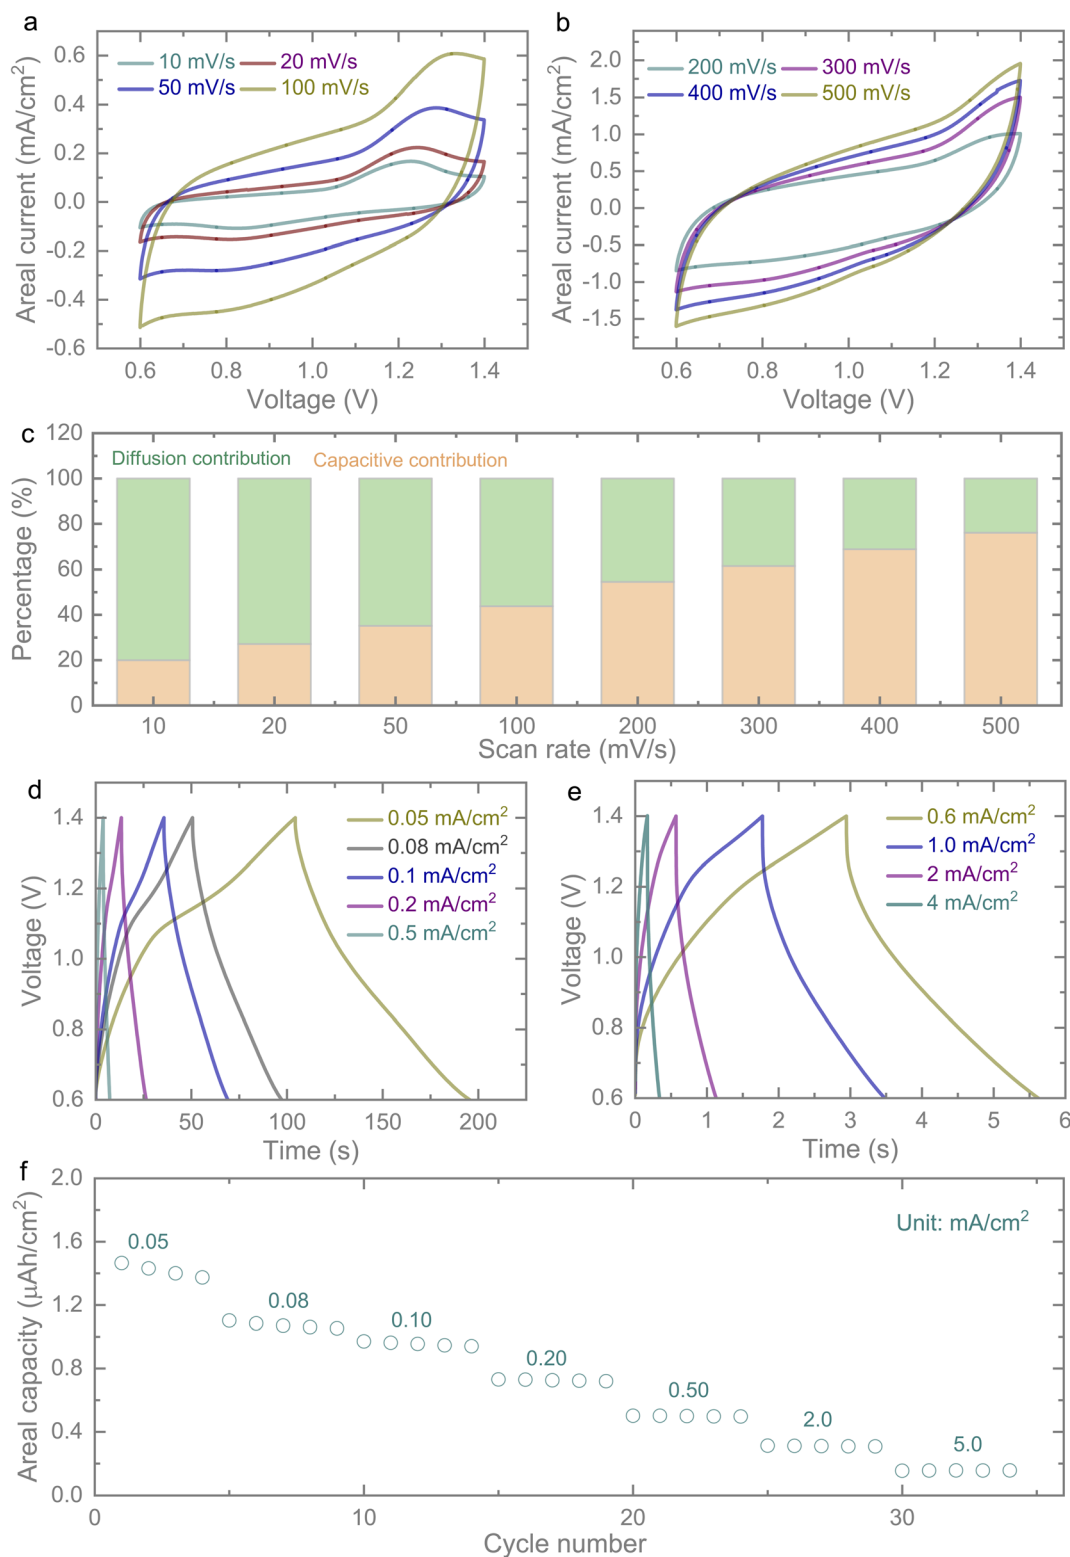 a
0.6
0.4
0.2
0.0
-0.2
-0.4
-0.6
Areal current (mA/cm²)
10 mV/s 20 mV/s
50 mV/s 100 mV/s
0.6 0.8 1.0 1.2 1.4
Voltage (V)
b
2.0
1.5
1.0
0.5
0.0
-0.5
-1.0
-1.5
Areal current (mA/cm²)
200 mV/s 300 mV/s
400 mV/s 500 mV/s
0.6 0.8 1.0 1.2 1.4
Voltage (V)
c
120
100
80
60
40
20
0
Percentage (%)
Diffusion contribution Capacitive contribution
10 20 50 100 200 300 400 500
Scan rate (mV/s)
d
1.4
1.2
1.0
0.8
0.6
Voltage (V)
0.05 mA/cm²
0.08 mA/cm²
0.1 mA/cm²
0.2 mA/cm²
0.5 mA/cm²
0 50 100 150 200
Time (s)
e
1.4
1.2
1.0
0.8
0.6
Voltage (V)
0.6 mA/cm²
1.0 mA/cm²
2 mA/cm²
4 mA/cm²
0 1 2 3 4 5 6
Time (s)
f
2.0
1.6
1.2
0.8
0.4
0.0
Areal capacity (μAh/cm²)
Unit: mA/cm²
0.05
0.08
0.10
0.20
0.50
2.0
5.0
0 10 20 30
Cycle number